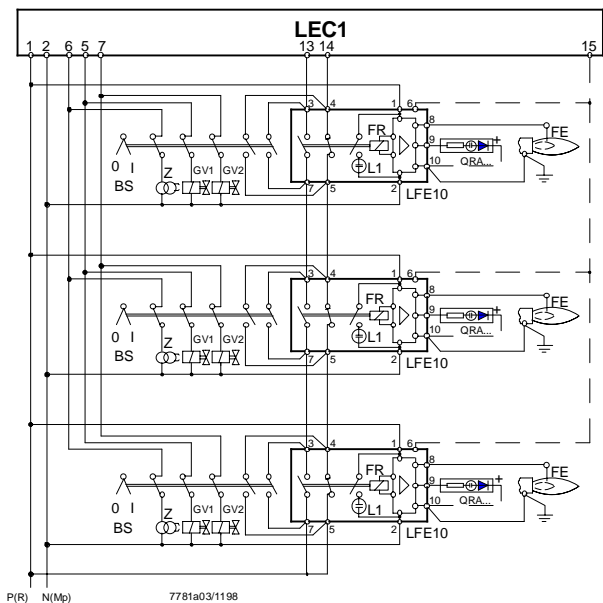 LEC1
1 2 6 5 7 13 14 15
3 4 1 6
8
FR FE
9 +
0 I Z GV1 GV2 L1 10 QRA...
BS
7 5 2 LFE10
3 4 1 6
8
FR FE
9 +
0 I Z GV1 GV2 L1 10 QRA...
BS
7 5 2 LFE10
3 4 1 6
8
FR FE
9 +
0 I Z GV1 GV2 L1 10 QRA...
BS
7 5 2 LFE10
P(R) N(Mp) 7781a03/1198